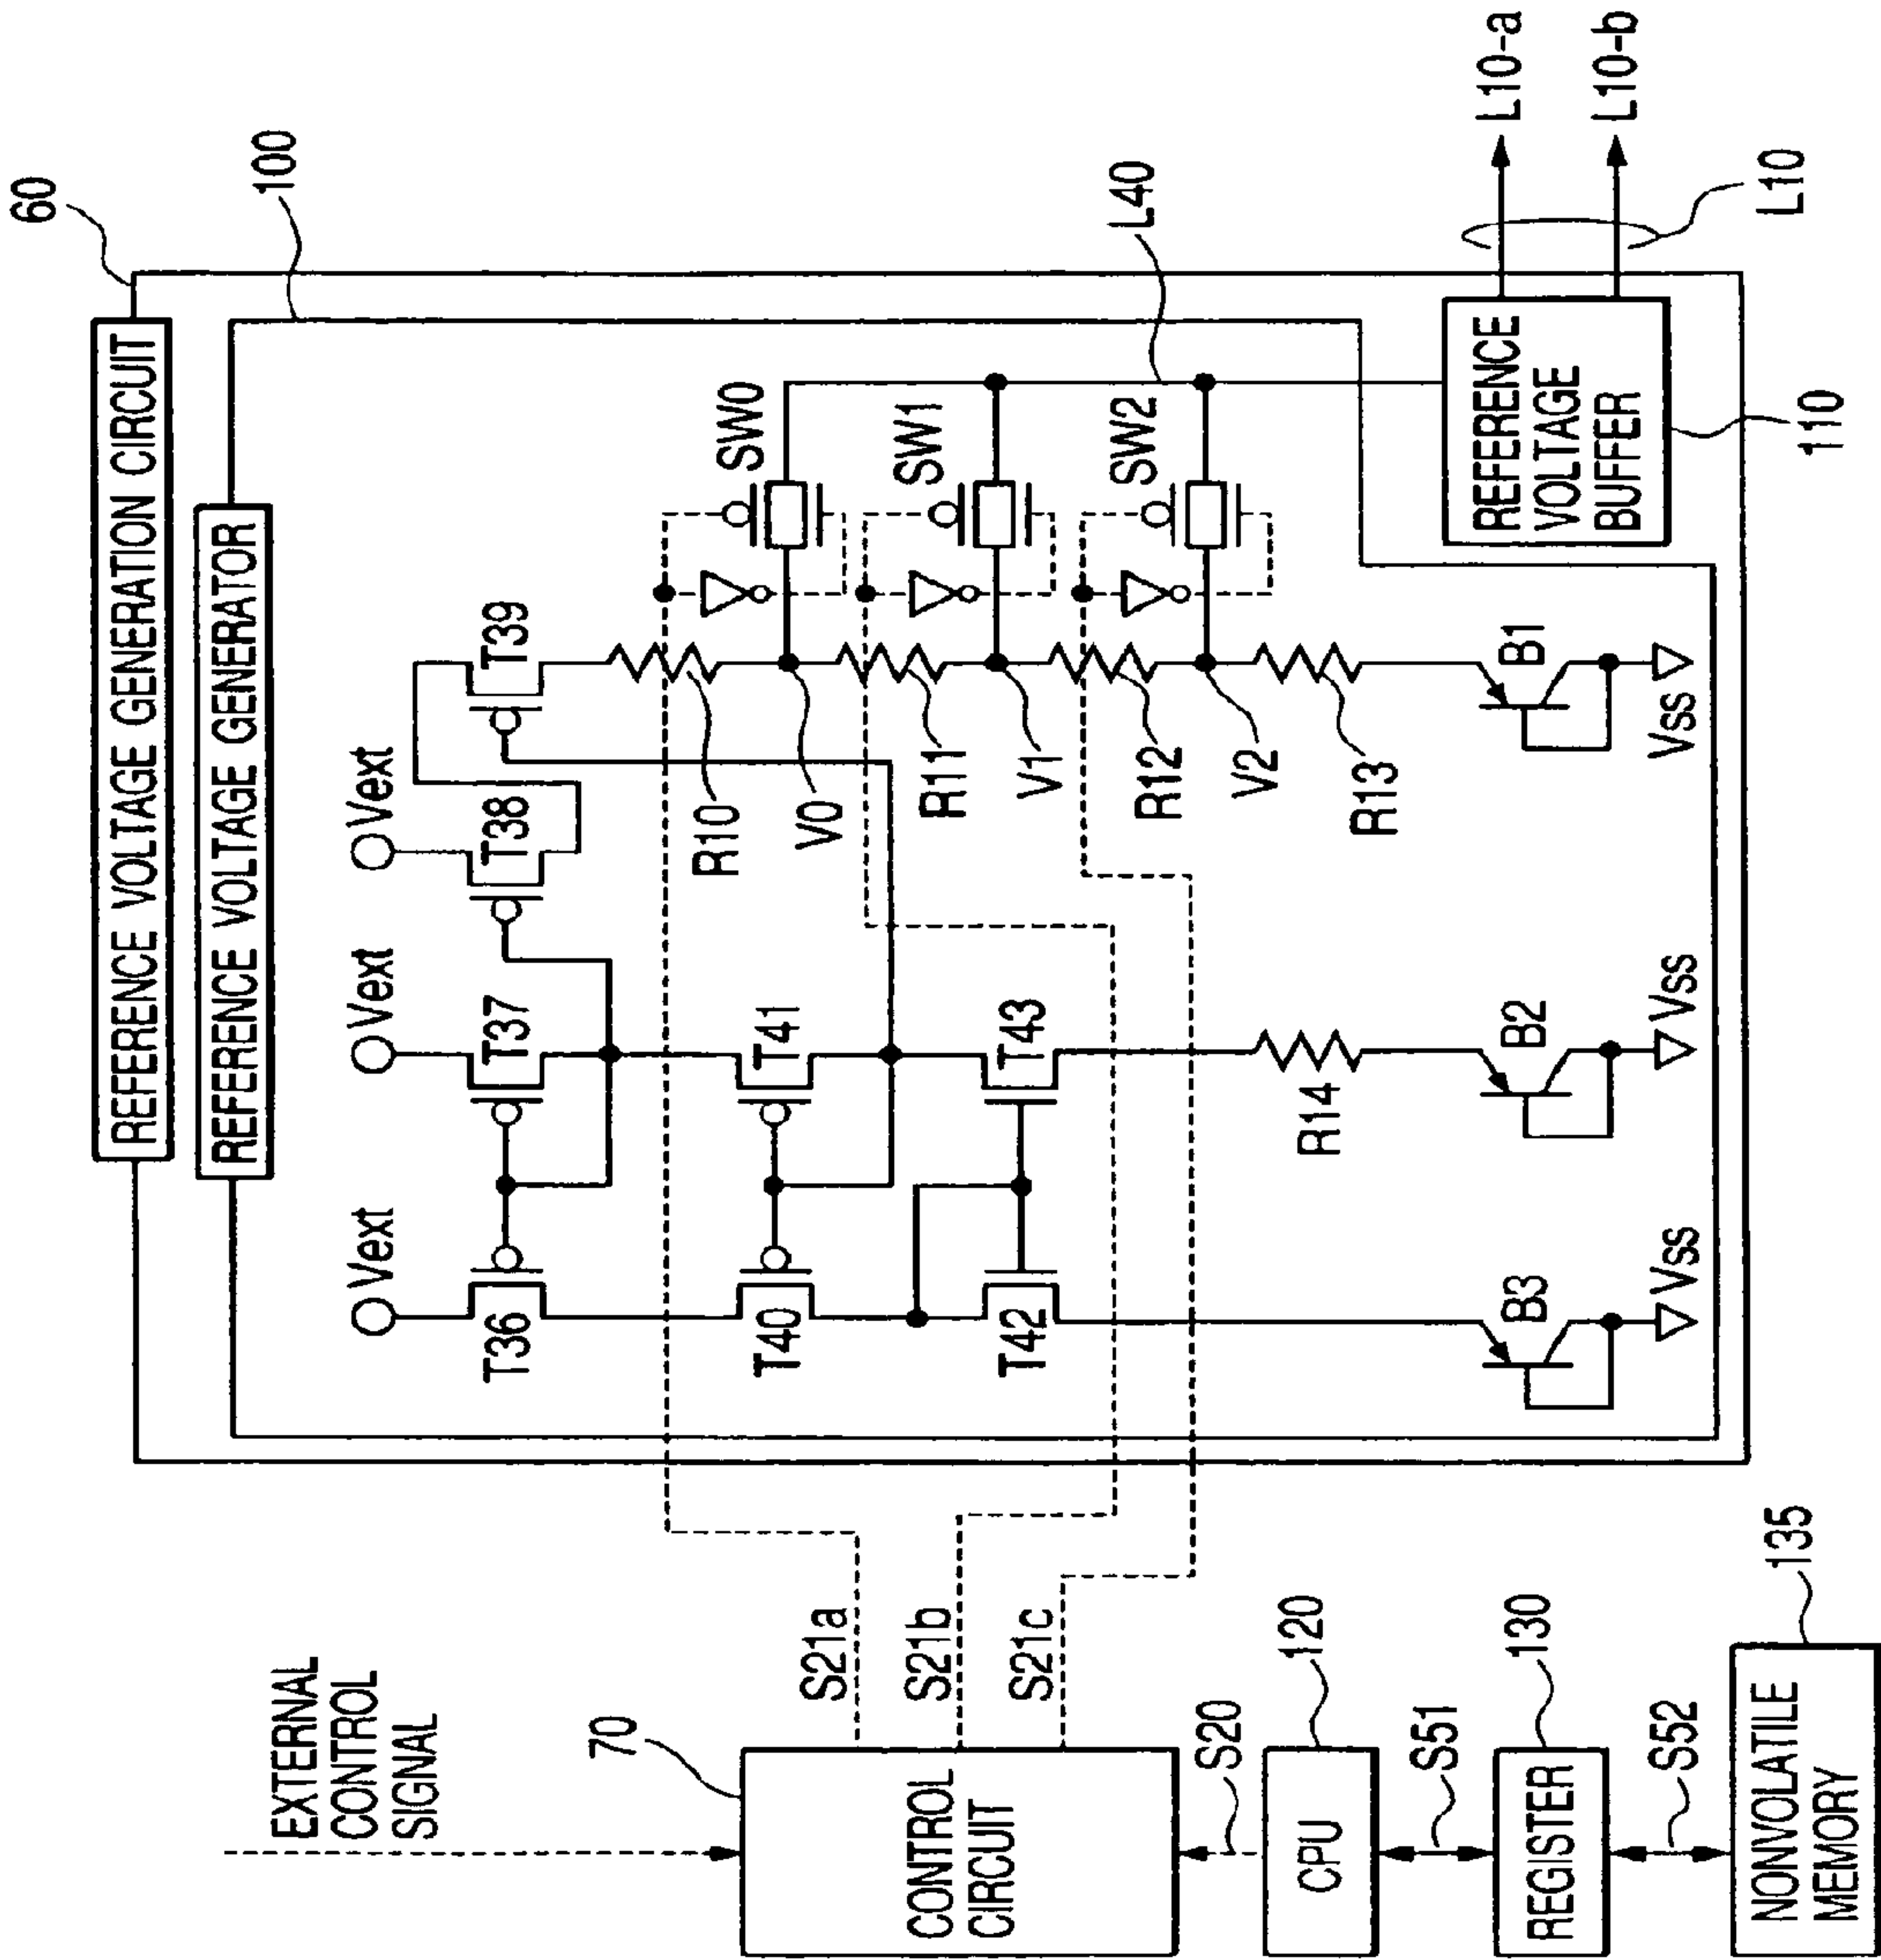 REFERENCE VOLTAGE GENERATION CIRCUIT
60
REFERENCE VOLTAGE GENERATOR
100
Vext
Vext
Vext
T36
T37
T38
T39
T40
T41
T42
T43
R10
V0
R11
V1
R12
V2
R13
R14
SW0
SW1
SW2
L40
B3
B2
B1
Vss
Vss
Vss
REFERENCE
VOLTAGE
BUFFER
110
L10-a
L10-b
L10
EXTERNAL
CONTROL
SIGNAL
70
CONTROL
CIRCUIT
S21a
S21b
S21c
S20
120
CPU
S51
130
REGISTER
S52
135
NONVOLATILE
MEMORY